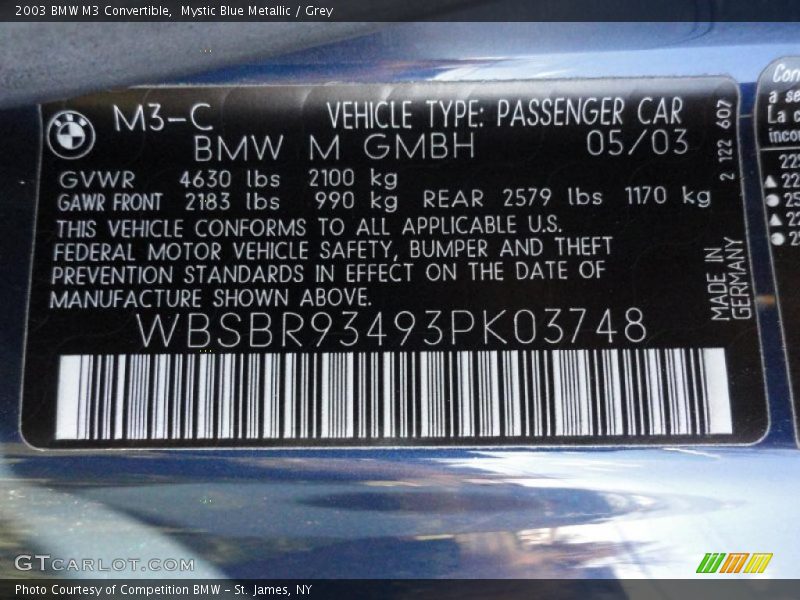 2003 BMW M3 Convertible,  Mystic Blue Metallic / Grey
M3-C
VEHICLE TYPE: PASSENGER CAR
BMW M GMBH
05/03
GVWR 4630 lbs 2100 kg
GAWR FRONT 2183 lbs 990 kg REAR 2579 lbs 1170 kg
THIS VEHICLE CONFORMS TO ALL APPLICABLE U.S.
FEDERAL MOTOR VEHICLE SAFETY, BUMPER AND THEFT
PREVENTION STANDARDS IN EFFECT ON THE DATE OF
MANUFACTURE SHOWN ABOVE.
WBSBR93493PK03748
2 122 607
MADE IN
GERMANY
a se
La c
GTCARLOT.COM
Photo Courtesy of Competition BMW - St. James, NY